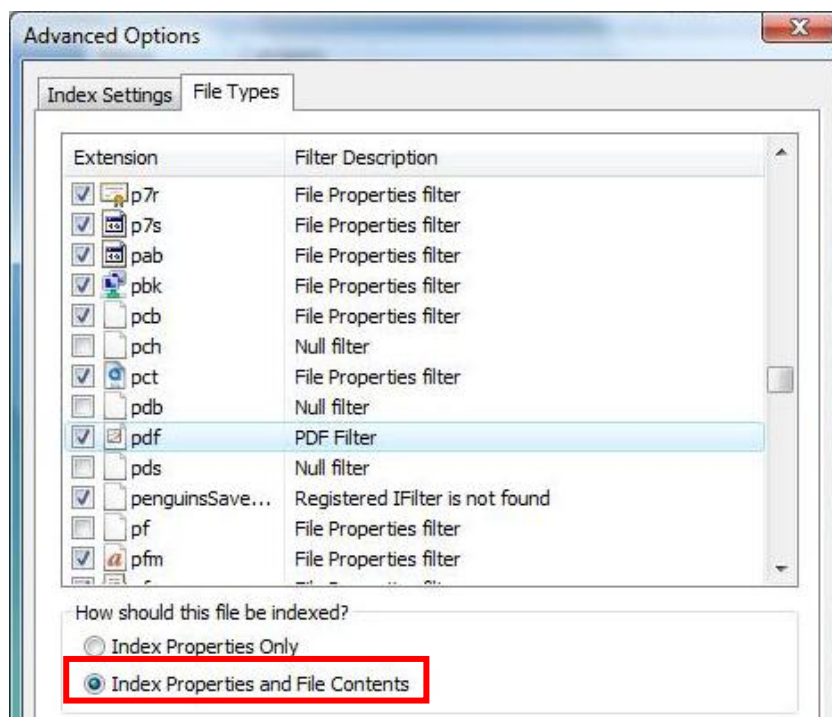 Advanced Options
Index Settings File Types
Extension Filter Description
p7r File Properties filter
p7s File Properties filter
pab File Properties filter
pbk File Properties filter
pcb File Properties filter
pch Null filter
pct File Properties filter
pdb Null filter
pdf PDF Filter
pds Null filter
penguinsSave... Registered IFilter is not found
pf File Properties filter
pfm File Properties filter
How should this file be indexed?
Index Properties Only
Index Properties and File Contents